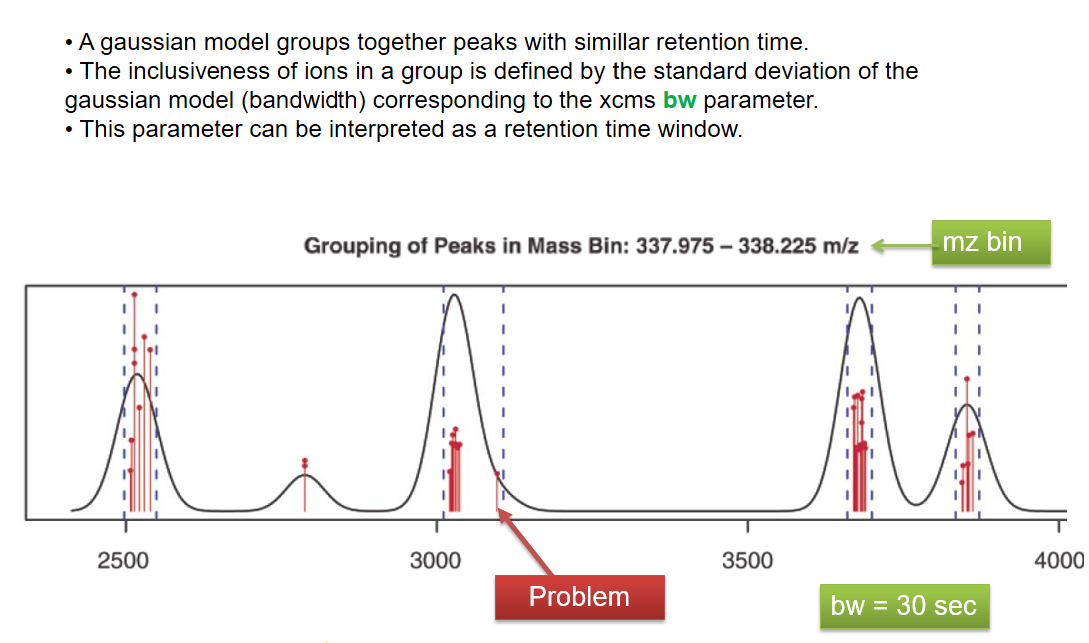 • A gaussian model groups together peaks with simillar retention time.
• The inclusiveness of ions in a group is defined by the standard deviation of the
gaussian model (bandwidth) corresponding to the xcms bw parameter.
• This parameter can be interpreted as a retention time window.
Grouping of Peaks in Mass Bin: 337.975 – 338.225 m/z
mz bin
2500
3000
3500
4000
Problem
bw = 30 sec